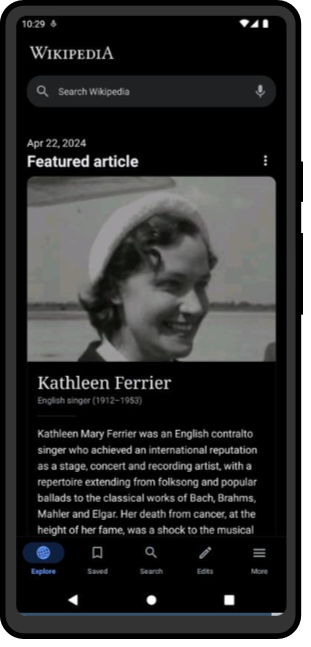 10:29
WIKIPEDIA
Search Wikipedia
Apr 22, 2024
Featured article
Kathleen Ferrier
English singer (1912–1953)
Kathleen Mary Ferrier was an English contralto
singer who achieved an international reputation
as a stage, concert and recording artist, with a
repertoire extending from folksong and popular
ballads to the classical works of Bach, Brahms,
Mahler and Elgar. Her death from cancer, at the
height of her fame, was a shock to the musical
Explore Saved Search Edits More